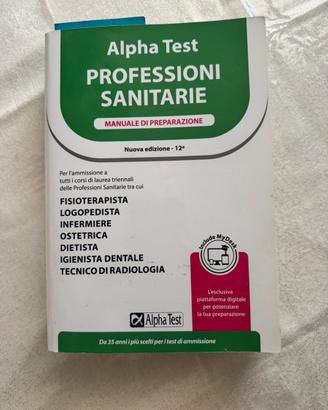 Alpha Test
PROFESSIONI
SANITARIE
MANUALE DI PREPARAZIONE
Nuova edizione - 12ª
Per l'ammissione a
tutti i corsi di laurea triennali
delle Professioni Sanitarie tra cui
FISIOTERAPISTA
LOGOPEDISTA
INFERMIERE
OSTETRICA
DIETISTA
IGIENISTA DENTALE
TECNICO DI RADIOLOGIA
Include MyDesk
L'esclusiva
piattaforma digitale
per potenziare
la tua preparazione
Alpha Test
Da 35 anni i più scelti per i test di ammissione